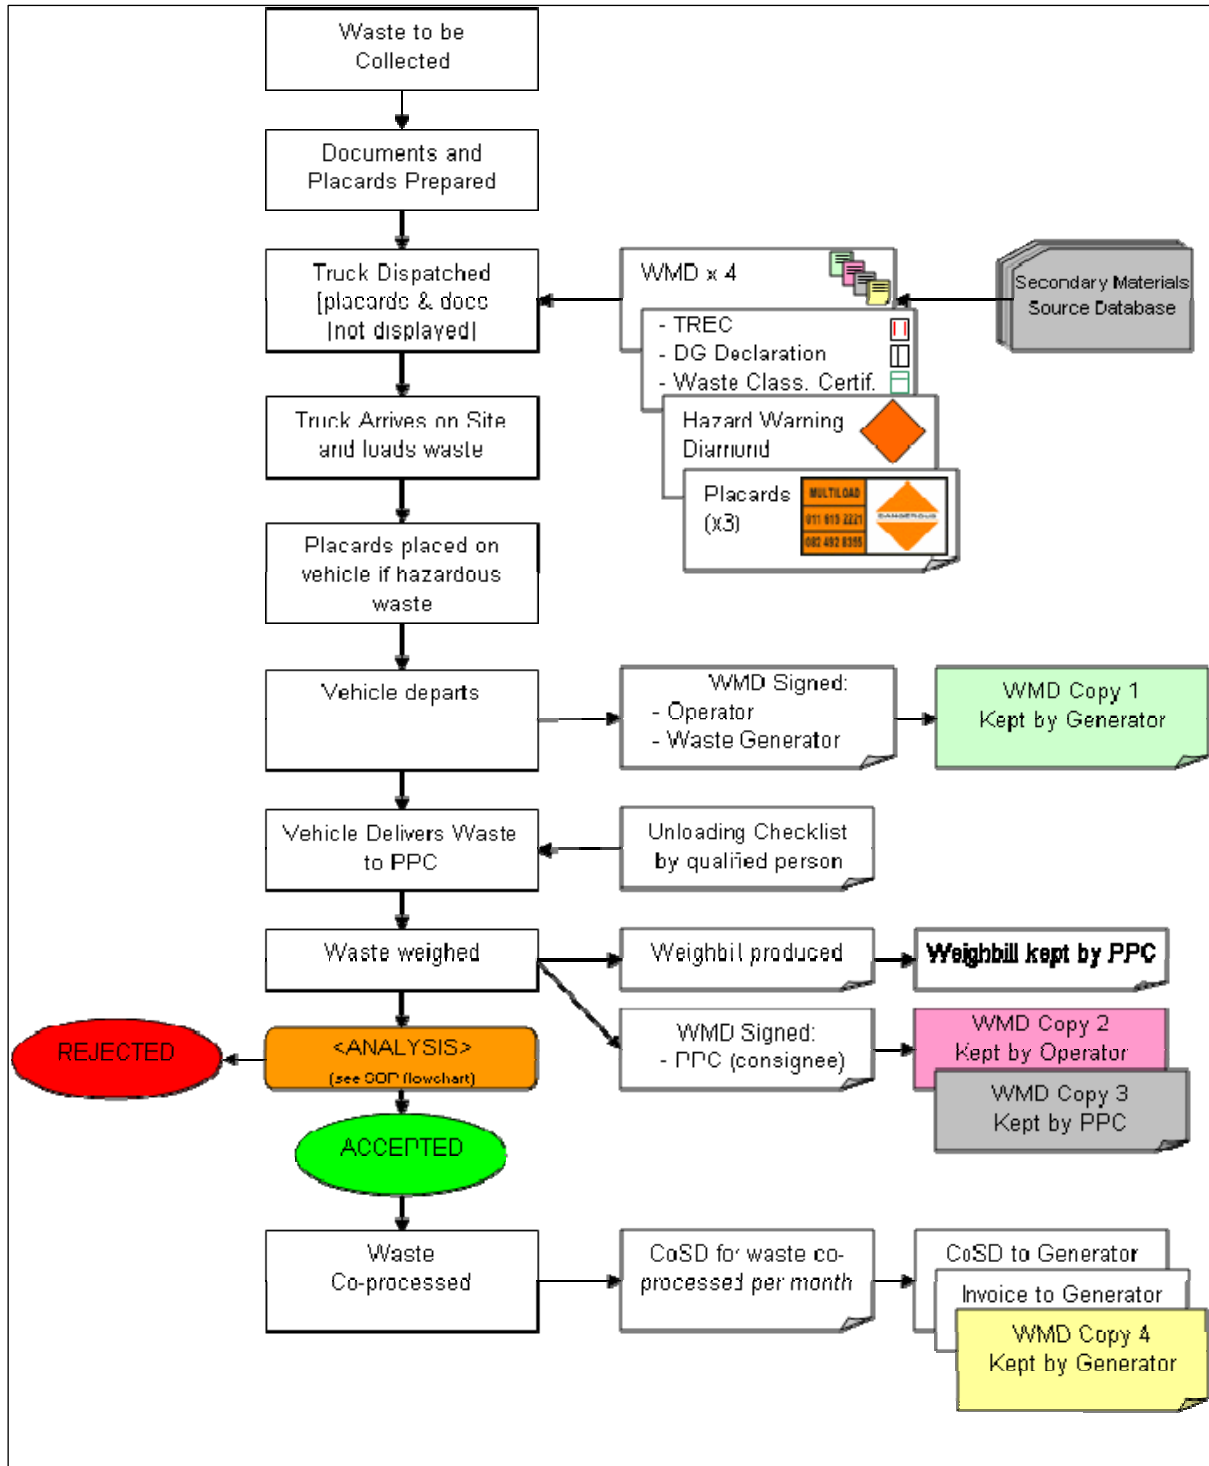 Waste to be
Collected
Documents and
Placards Prepared
Truck Dispatched
[placards & docs
not displayed]
WMD x 4
Secondary Materials
Source Database
- TREC
- DG Declaration
- Waste Class. Certif.
Truck Arrives on Site
and loads waste
Hazard Warning
Diamond
Placards
(x3)
MULTILOAD
011 615 2221
082 492 8355
DANGEROUS
Placards placed on
vehicle if hazardous
waste
Vehicle departs
WMD Signed:
- Operator
- Waste Generator
WMD Copy 1
Kept by Generator
Vehicle Delivers Waste
to PPC
Unloading Checklist
by qualified person
Waste weighed
Weighbil produced
Weighbill kept by PPC
REJECTED
<ANALYSIS>
(see SOP flowchart)
WMD Signed:
- PPC (consignee)
WMD Copy 2
Kept by Operator
WMD Copy 3
Kept by PPC
ACCEPTED
Waste
Co-processed
CoSD for waste co-
processed per month
CoSD to Generator
Invoice to Generator
WMD Copy 4
Kept by Generator